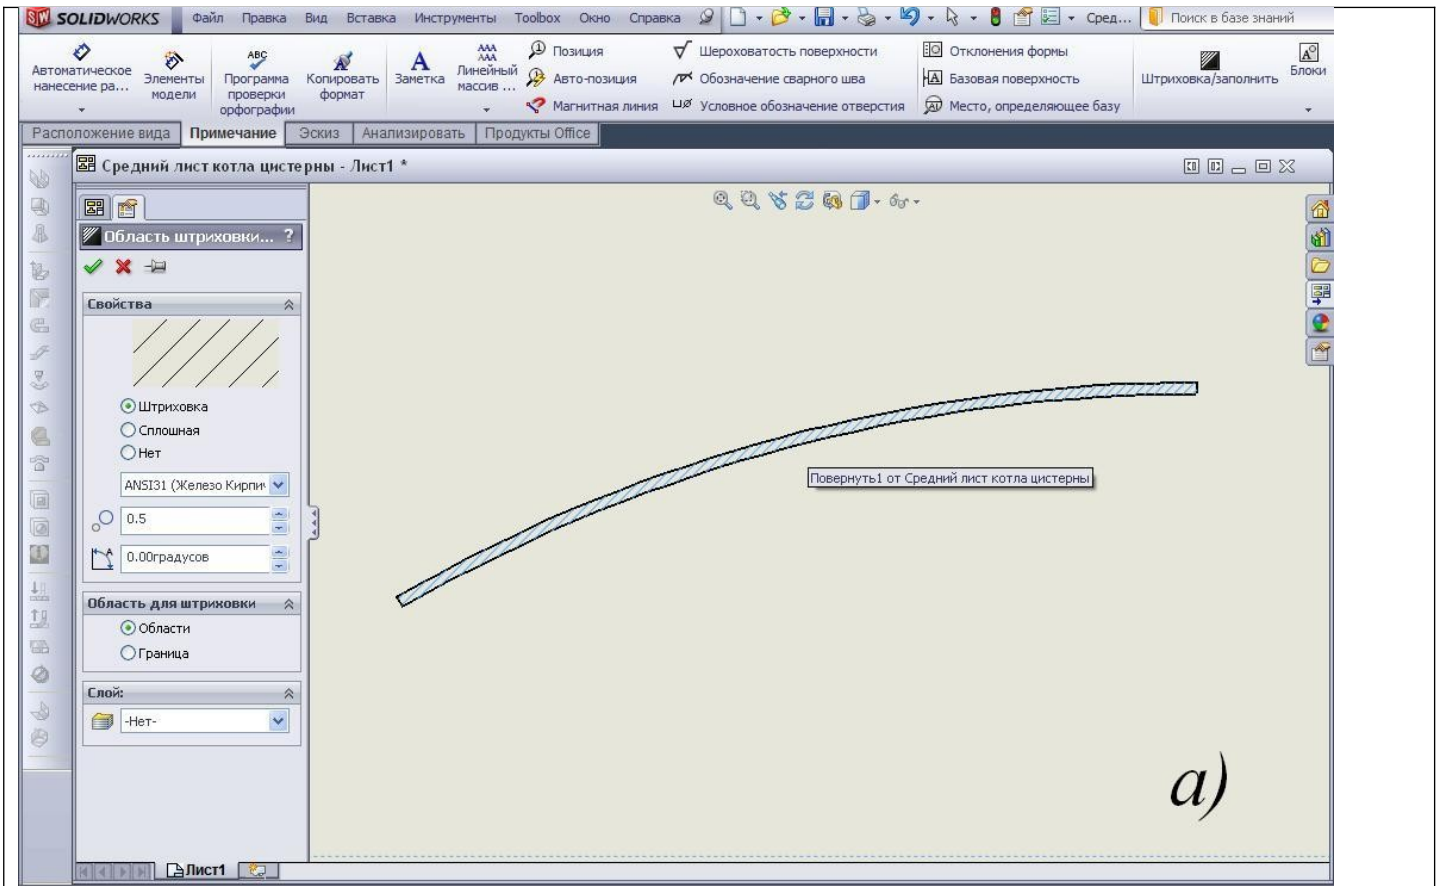 SOLIDWORKS Файл Правка Вид Вставка Инструменты Toolbox Окно Справка Сред... Поиск в базе знаний
Автоматическое нанесение ра...
Элементы модели
ABC
Программа проверки орфографии
Копировать формат
A
Заметка
AAA
AAA
Линейный массив ...
Позиция
Авто-позиция
Магнитная линия
Шероховатость поверхности
Обозначение сварного шва
Условное обозначение отверстия
Отклонения формы
Базовая поверхность
Место, определяющее базу
Штриховка/заполнить
Блоки
Расположение вида Примечание Эскиз Анализировать Продукты Office
Средний лист котла цистерны - Лист1 *
Область штриховки... ?
Свойства
Штриховка
Сплошная
Нет
ANSI31 (Железо Кирпич
0.5
0.00градусов
Область для штриховки
Области
Граница
Слой:
-Нет-
Повернуть1 от Средний лист котла цистерны
а)
Лист1